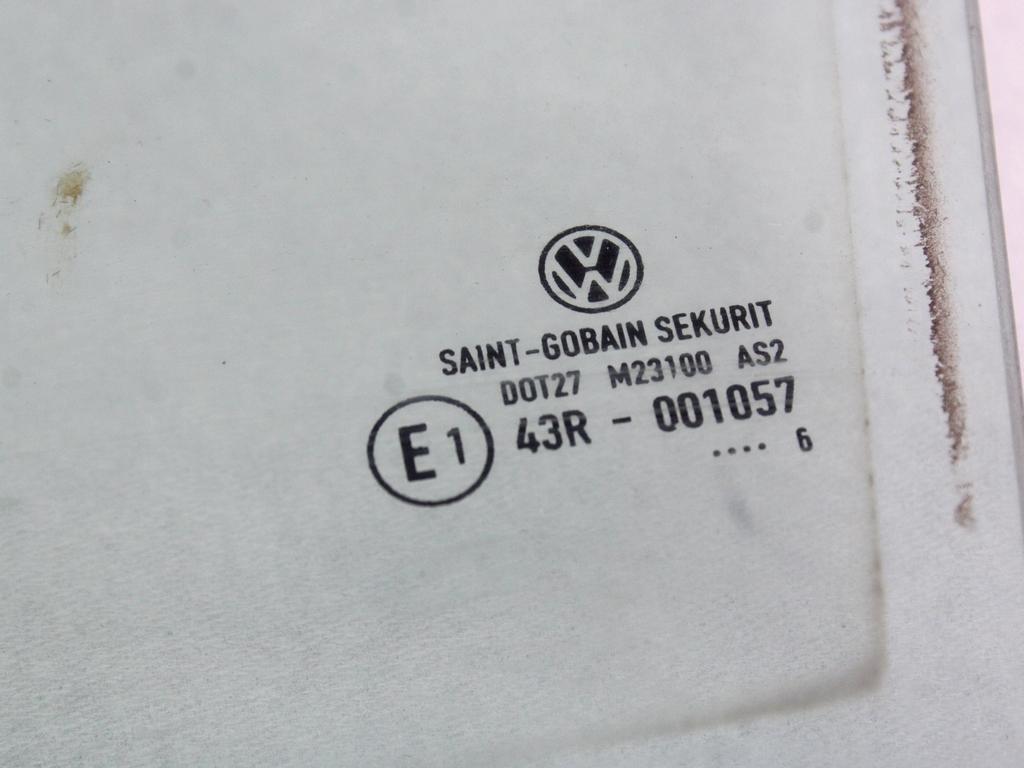 VW
SAINT-GOBAIN SEKURIT
DOT27 M23100 AS2
E1 43R - 001057
.... 6